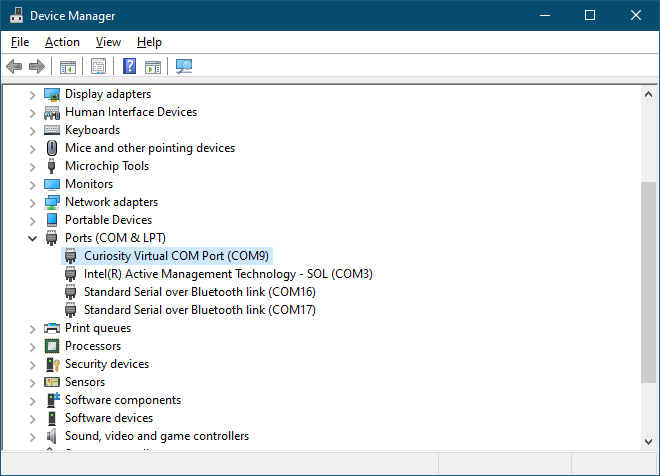 Device Manager
File Action View Help
Display adapters
Human Interface Devices
Keyboards
Mice and other pointing devices
Microchip Tools
Monitors
Network adapters
Portable Devices
Ports (COM & LPT)
Curiosity Virtual COM Port (COM9)
Intel(R) Active Management Technology - SOL (COM3)
Standard Serial over Bluetooth link (COM16)
Standard Serial over Bluetooth link (COM17)
Print queues
Processors
Security devices
Sensors
Software components
Software devices
Sound, video and game controllers